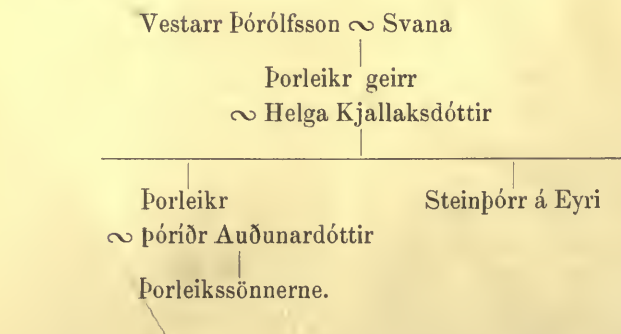 Vestarr Þórólfsson ∾ Svana
Þorleikr geirr
∾ Helga Kjallaksdóttir
Þorleikr
∾ Þóríðr Auðunardóttir
Þorleikssönnerne.
Steinþórr á Eyri